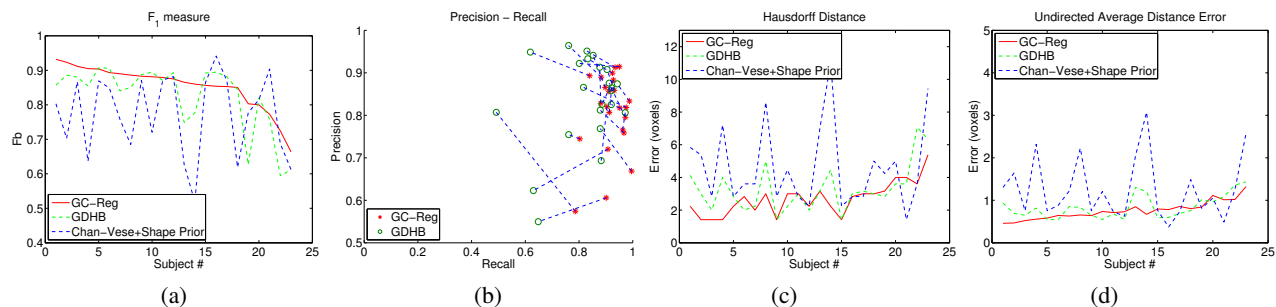 F1 measure
1
0.9
0.8
0.7
0.6
0.5
0.4
Fb
GC-Reg
GDHB
Chan-Vese+Shape Prior
0 5 10 15 20 25
Subject #
(a)
Precision - Recall
1
0.9
0.8
0.7
0.6
0.5
Precision
GC-Reg
GDHB
0.2 0.4 0.6 0.8 1
Recall
(b)
Hausdorff Distance
GC-Reg
GDHB
Chan-Vese+Shape Prior
12
10
8
6
4
2
0
Error (voxels)
0 5 10 15 20 25
Subject #
(c)
Undirected Average Distance Error
GC-Reg
GDHB
Chan-Vese+Shape Prior
5
4
3
2
1
0
Error (voxels)
0 5 10 15 20 25
Subject #
(d)